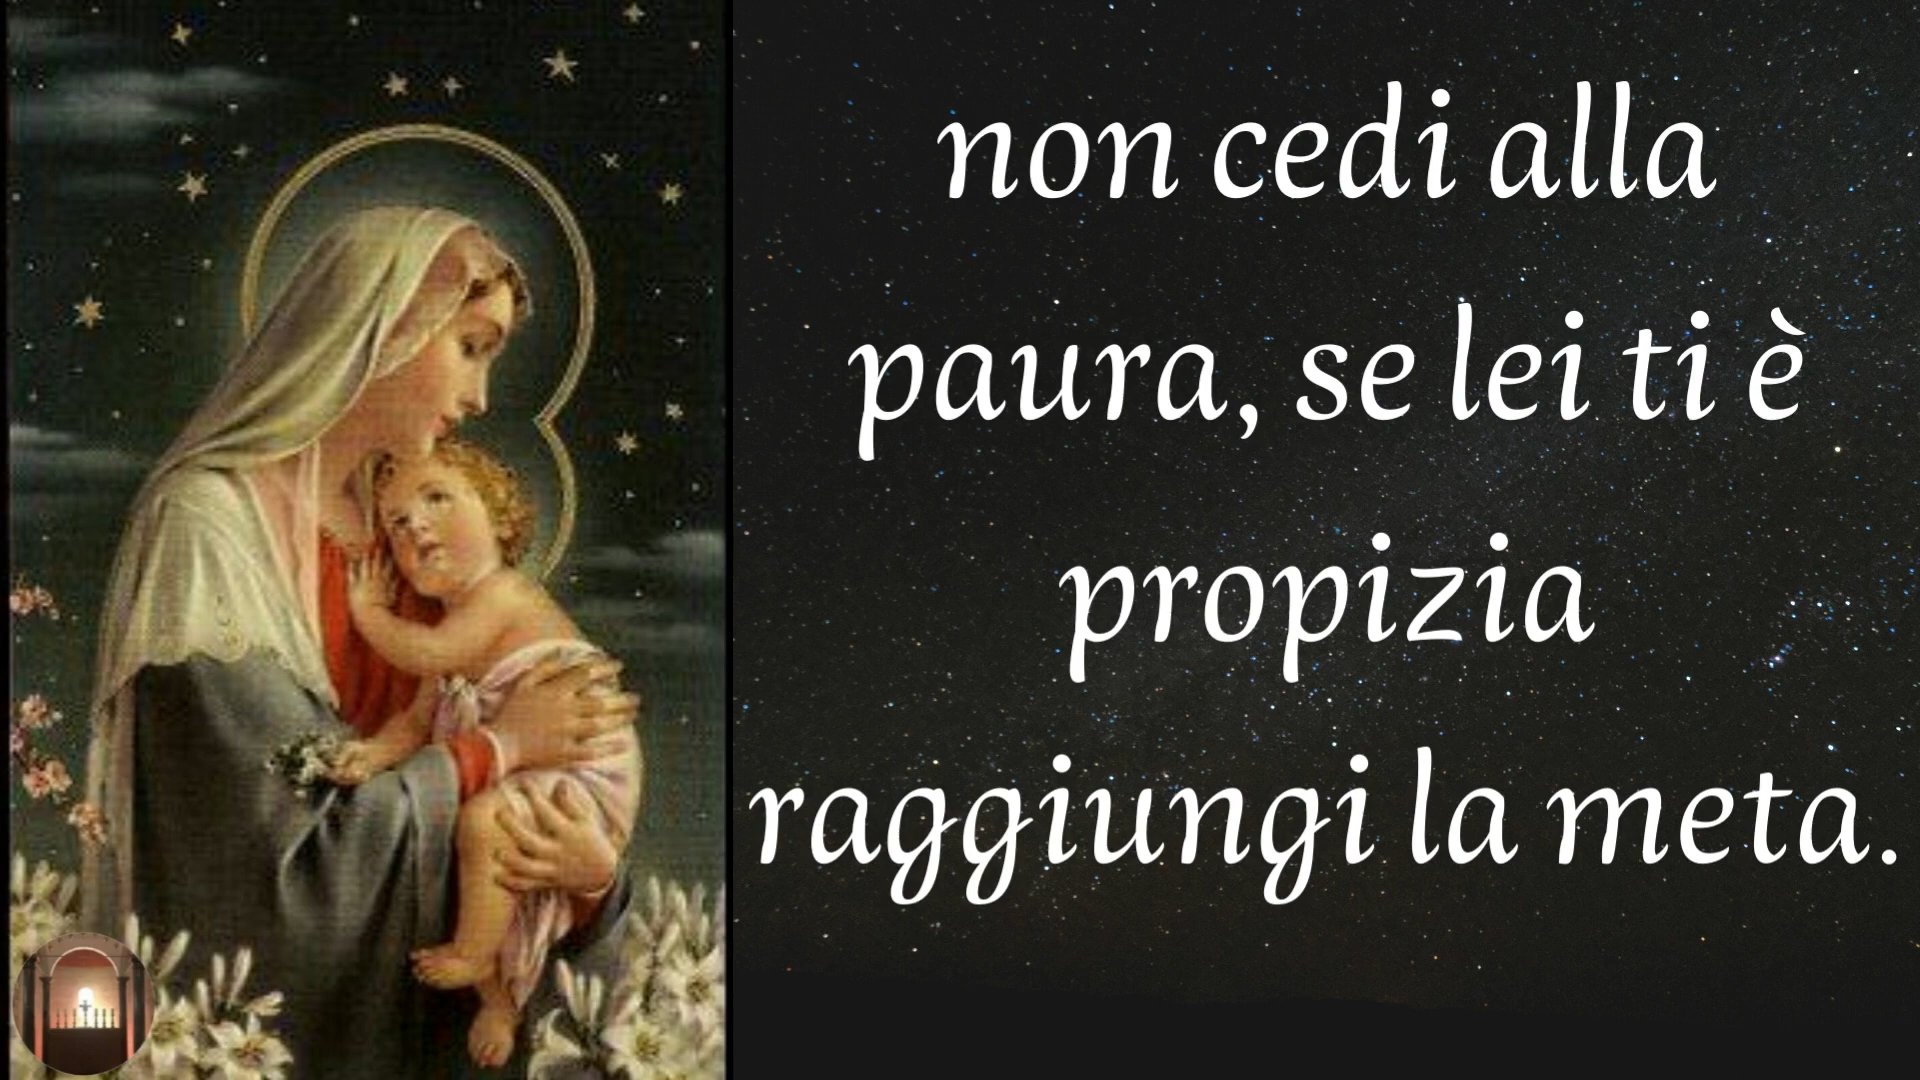 non cedi alla
paura, se lei ti è
propizia
raggiungi la meta.